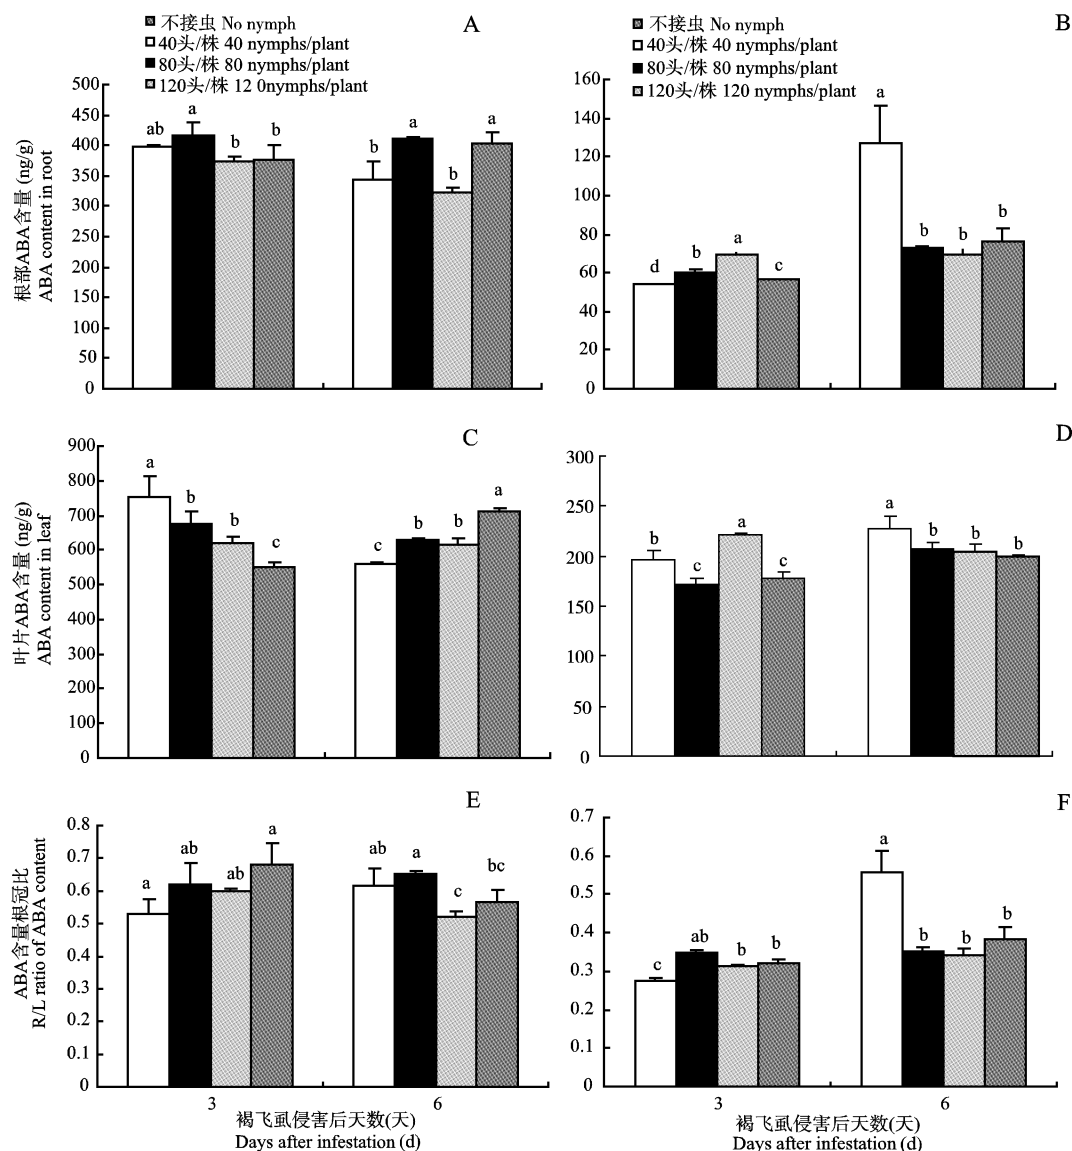 不接虫 No nymph
40头/株 40 nymphs/plant
80头/株 80 nymphs/plant
120头/株 12 0nymphs/plant
A
500
450
400
350
300
250
200
150
100
50
0
根部ABA含量 (ng/g)
ABA content in root
ab a b b
b a b a
不接虫 No nymph
40头/株 40 nymphs/plant
80头/株 80 nymphs/plant
120头/株 120 nymphs/plant
B
160
140
120
100
80
60
40
20
0
d b a c
a b b b
C
900
800
700
600
500
400
300
200
100
0
叶片ABA含量 (ng/g)
ABA content in leaf
a b b c
c b b a
D
300
250
200
150
100
50
0
b c a c
a b b b
E
0.8
0.7
0.6
0.5
0.4
0.3
0.2
0.1
0
ABA含量根冠比
R/L ratio of ABA content
a ab ab a
ab a c bc
3 6
褐飞虱侵害后天数(天)
Days after infestation (d)
F
0.7
0.6
0.5
0.4
0.3
0.2
0.1
0
c ab b b
a b b b
3 6
褐飞虱侵害后天数(天)
Days after infestation (d)